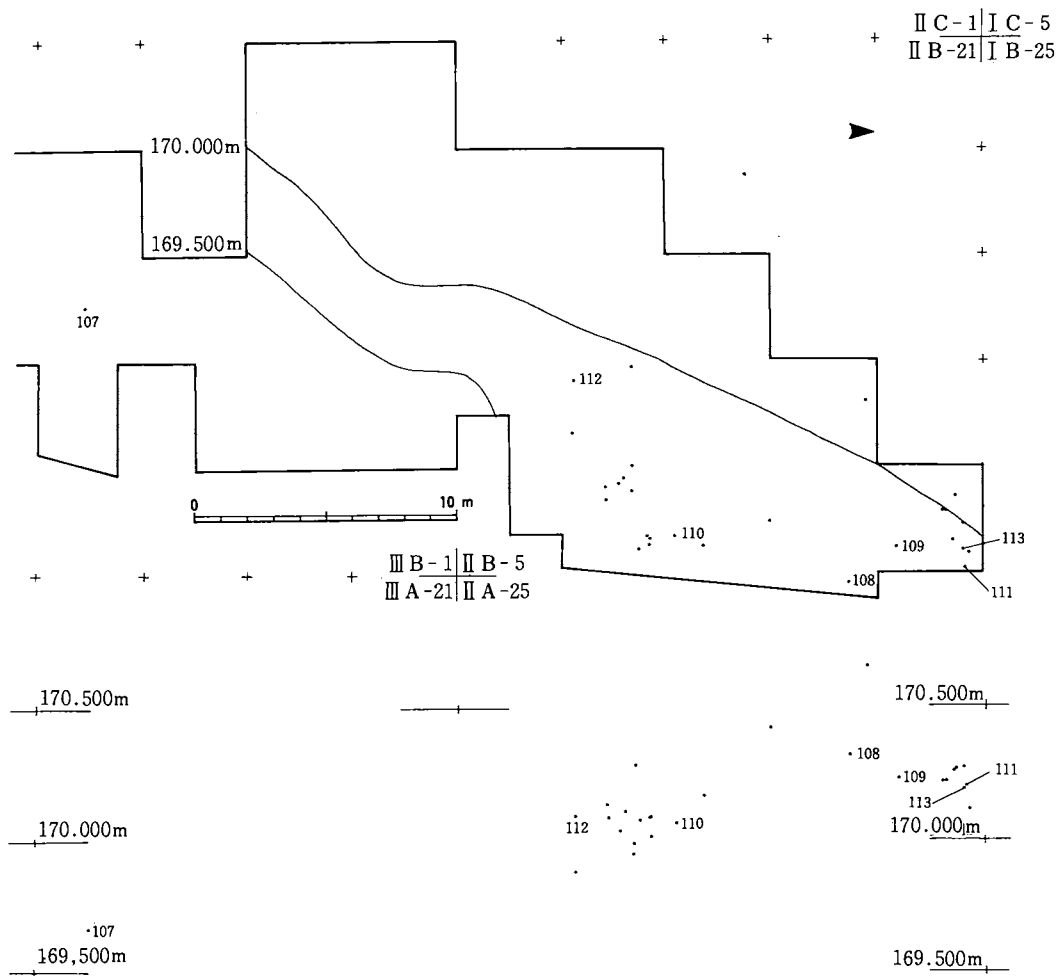 Ⅱ C-1 Ⅰ C-5
Ⅱ B-21 Ⅰ B-25
170.000m
169.500m
107
112
110
109
113
108
111
0 10 m
Ⅲ B-1 Ⅱ B-5
Ⅲ A-21 Ⅱ A-25
170.500m 170.500m
108
109 111
113
112 110
170.000m 170.000m
107
169,500m 169.500m